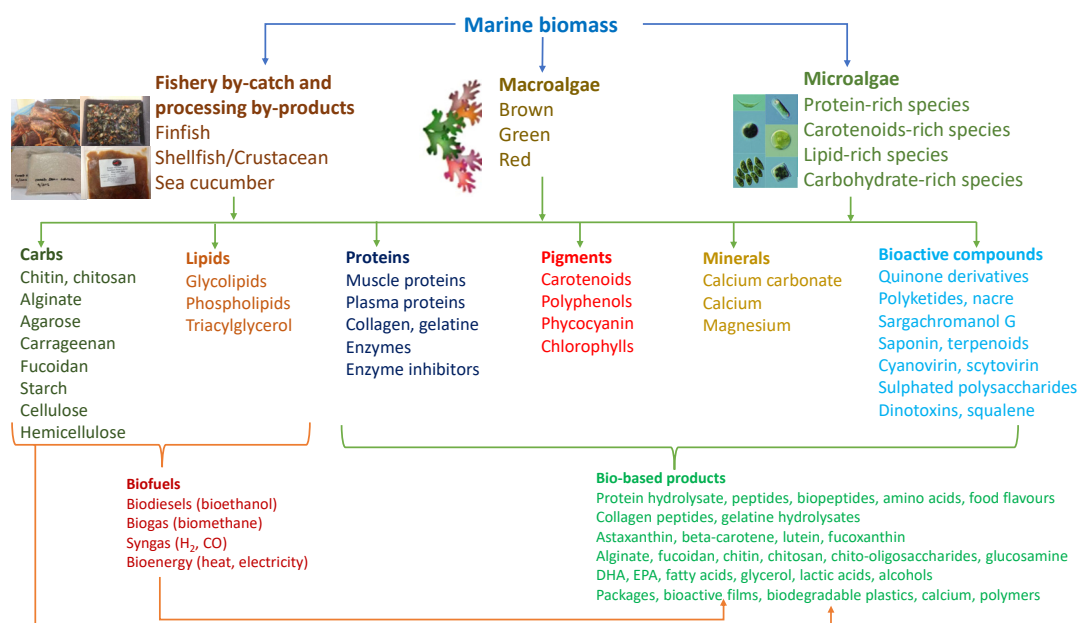 Marine biomass
Fishery by-catch and
processing by-products
Finfish
Shellfish/Crustacean
Sea cucumber
Macroalgae
Brown
Green
Red
Microalgae
Protein-rich species
Carotenoids-rich species
Lipid-rich species
Carbohydrate-rich species
Carbs
Chitin, chitosan
Alginate
Agarose
Carrageenan
Fucoidan
Starch
Cellulose
Hemicellulose
Lipids
Glycolipids
Phospholipids
Triacylglycerol
Proteins
Muscle proteins
Plasma proteins
Collagen, gelatine
Enzymes
Enzyme inhibitors
Pigments
Carotenoids
Polyphenols
Phycocyanin
Chlorophylls
Minerals
Calcium carbonate
Calcium
Magnesium
Bioactive compounds
Quinone derivatives
Polyketides, nacre
Sargachromanol G
Saponin, terpenoids
Cyanovirin, scytovirin
Sulphated polysaccharides
Dinotoxins, squalene
Biofuels
Biodiesels (bioethanol)
Biogas (biomethane)
Syngas (H₂, CO)
Bioenergy (heat, electricity)
Bio-based products
Protein hydrolysate, peptides, biopeptides, amino acids, food flavours
Collagen peptides, gelatine hydrolysates
Astaxanthin, beta-carotene, lutein, fucoxanthin
Alginate, fucoidan, chitin, chitosan, chito-oligosaccharides, glucosamine
DHA, EPA, fatty acids, glycerol, lactic acids, alcohols
Packages, bioactive films, biodegradable plastics, calcium, polymers